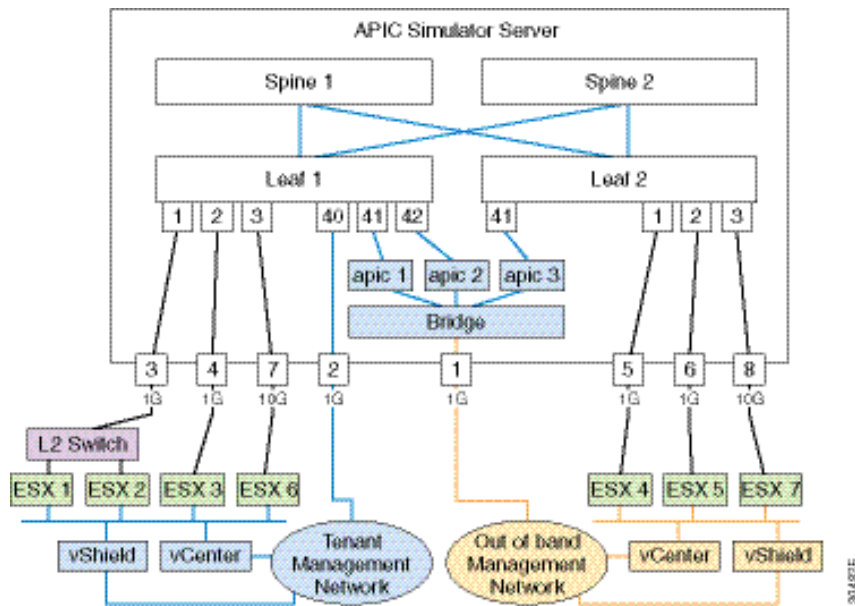 APIC Simulator Server
Spine 1
Spine 2
Leaf 1
Leaf 2
1
2
3
40
41
42
41
1
2
3
apic 1
apic 2
apic 3
Bridge
3
4
7
2
1
5
6
8
1G
1G
10G
1G
1G
1G
1G
10G
L2 Switch
ESX 1
ESX 2
ESX 3
ESX 6
ESX 4
ESX 5
ESX 7
vShield
vCenter
Tenant
Management
Network
Out of band
Management
Network
vCenter
vShield